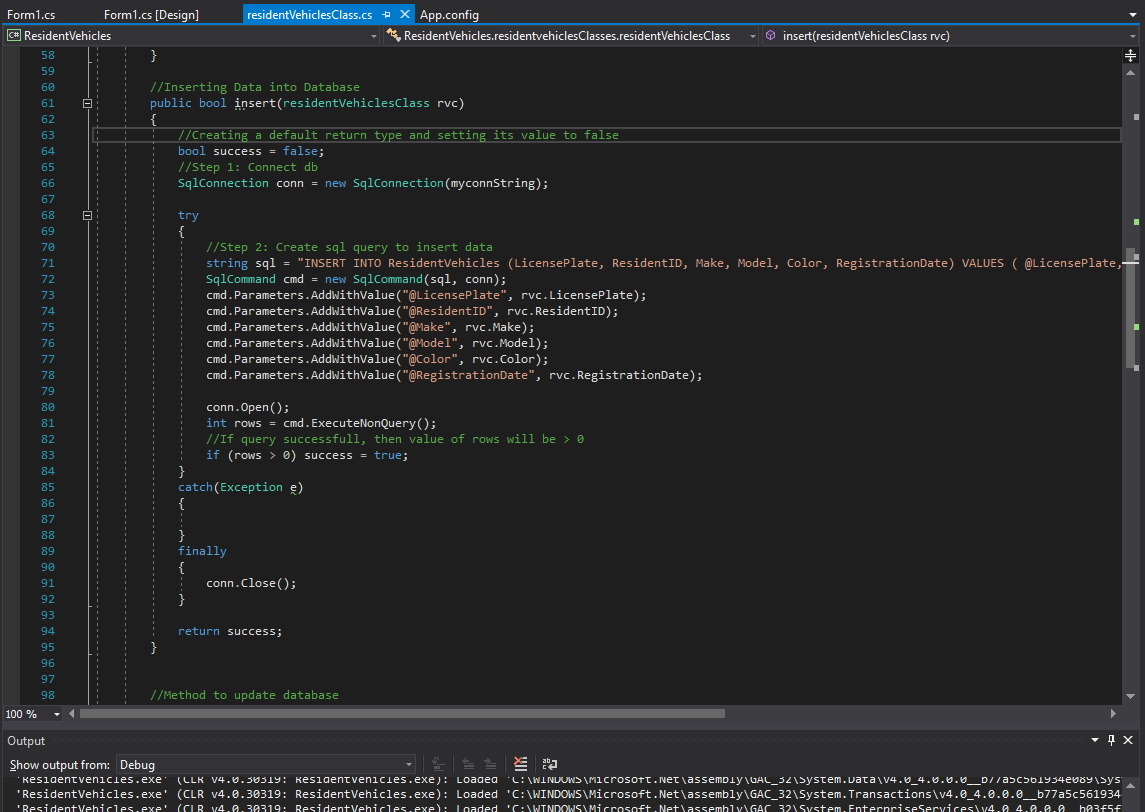 Form1.cs Form1.cs [Design] residentVehiclesClass.cs App.config
C# ResidentVehicles ResidentVehicles.residentvehiclesClasses.residentVehiclesClass insert(residentVehiclesClass rvc)
58 }
59
60 //Inserting Data into Database
61 public bool insert(residentVehiclesClass rvc)
62 {
63 //Creating a default return type and setting its value to false
64 bool success = false;
65 //Step 1: Connect db
66 SqlConnection conn = new SqlConnection(myconnString);
67
68 try
69 {
70 //Step 2: Create sql query to insert data
71 string sql = "INSERT INTO ResidentVehicles (LicensePlate, ResidentID, Make, Model, Color, RegistrationDate) VALUES ( @LicensePlate,
72 SqlCommand cmd = new SqlCommand(sql, conn);
73 cmd.Parameters.AddWithValue("@LicensePlate", rvc.LicensePlate);
74 cmd.Parameters.AddWithValue("@ResidentID", rvc.ResidentID);
75 cmd.Parameters.AddWithValue("@Make", rvc.Make);
76 cmd.Parameters.AddWithValue("@Model", rvc.Model);
77 cmd.Parameters.AddWithValue("@Color", rvc.Color);
78 cmd.Parameters.AddWithValue("@RegistrationDate", rvc.RegistrationDate);
79
80 conn.Open();
81 int rows = cmd.ExecuteNonQuery();
82 //If query successfull, then value of rows will be > 0
83 if (rows > 0) success = true;
84 }
85 catch(Exception e)
86 {
87
88 }
89 finally
90 {
91 conn.Close();
92 }
93
94 return success;
95 }
96
97
98 //Method to update database
100 %
Output
Show output from: Debug
'ResidentVehicles.exe' (CLR v4.0.30319: ResidentVehicles.exe): Loaded 'C:\WINDOWS\Microsoft.Net\assembly\GAC_32\System.Data\v4.0_4.0.0.0__b77a5c561934e089\Sys
'ResidentVehicles.exe' (CLR v4.0.30319: ResidentVehicles.exe): Loaded 'C:\WINDOWS\Microsoft.Net\assembly\GAC_32\System.Transactions\v4.0_4.0.0.0__b77a5c561934
'ResidentVehicles.exe' (CLR v4.0.30319: ResidentVehicles.exe): Loaded 'C:\WINDOWS\Microsoft.Net\assembly\GAC_32\System.EnterpriseServices\v4.0_4.0.0.0__b03f5f